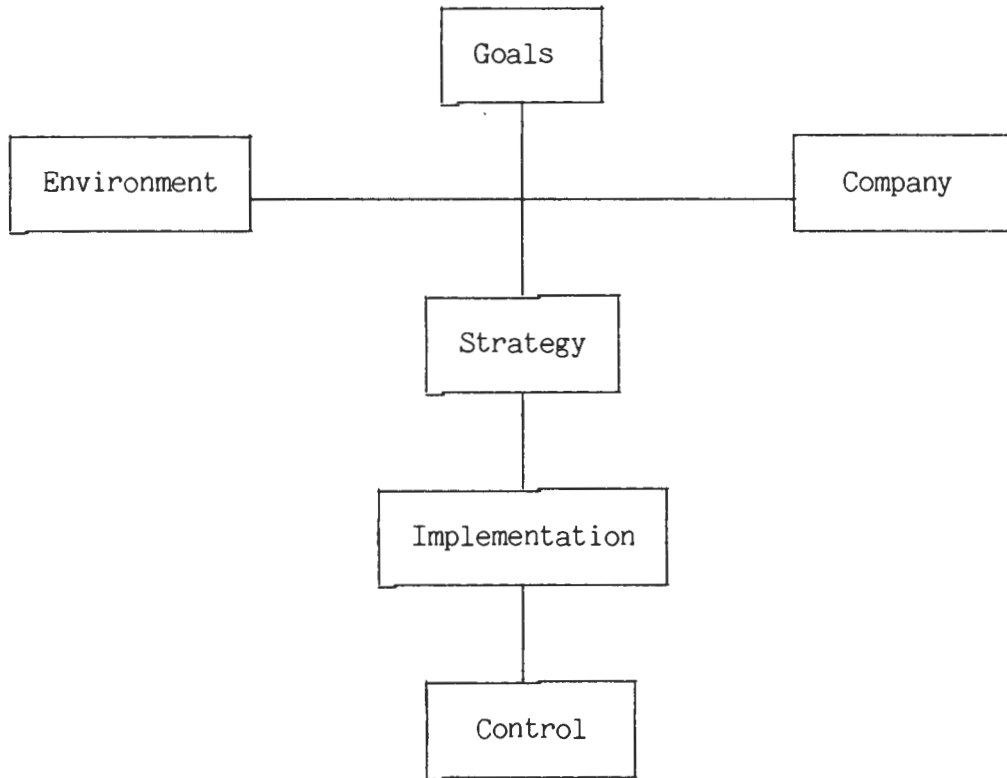 Goals
Environment
Company
Strategy
Implementation
Control